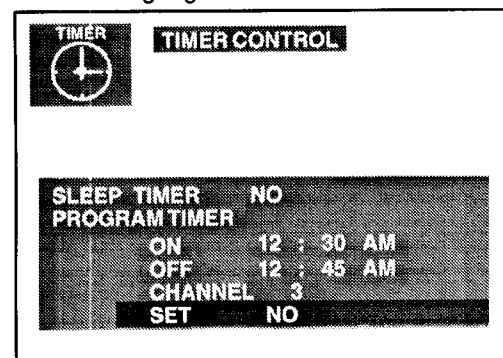 TIMER
TIMER CONTROL
SLEEP TIMER NO
PROGRAM TIMER
ON 12 : 30 AM
OFF 12 : 45 AM
CHANNEL 3
SET NO